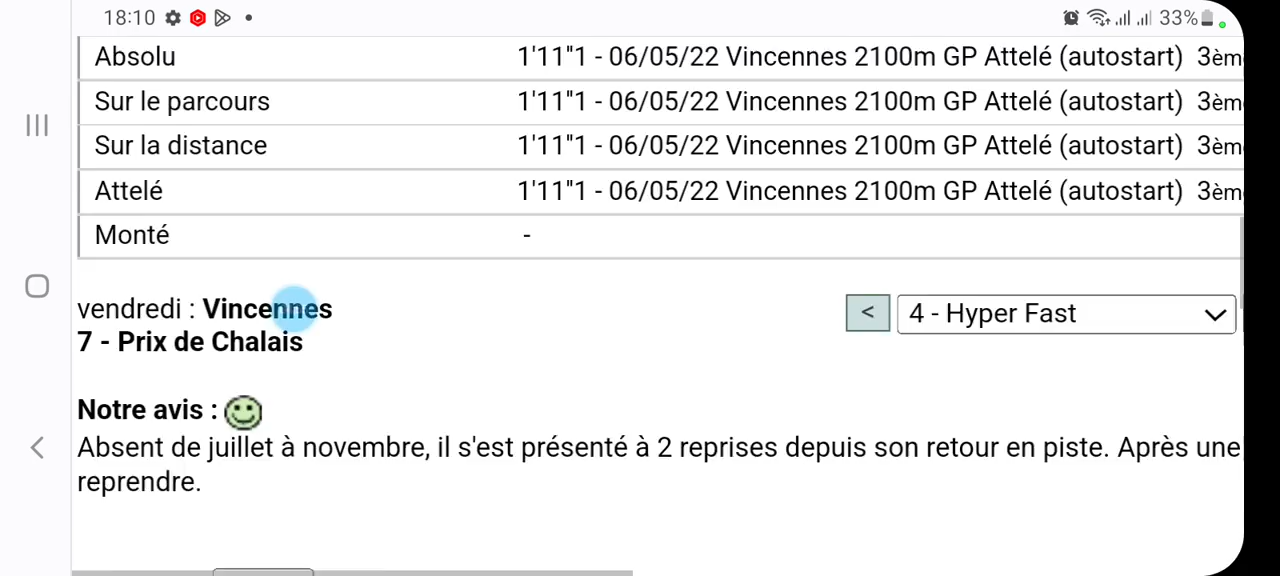 18:10 33%
Absolu 1'11"1 - 06/05/22 Vincennes 2100m GP Attelé (autostart) 3èm
Sur le parcours 1'11"1 - 06/05/22 Vincennes 2100m GP Attelé (autostart) 3èm
Sur la distance 1'11"1 - 06/05/22 Vincennes 2100m GP Attelé (autostart) 3èm
Attelé 1'11"1 - 06/05/22 Vincennes 2100m GP Attelé (autostart) 3èm
Monté -
vendredi : Vincennes < 4 - Hyper Fast
7 - Prix de Chalais
Notre avis :
Absent de juillet à novembre, il s'est présenté à 2 reprises depuis son retour en piste. Après une
reprendre.